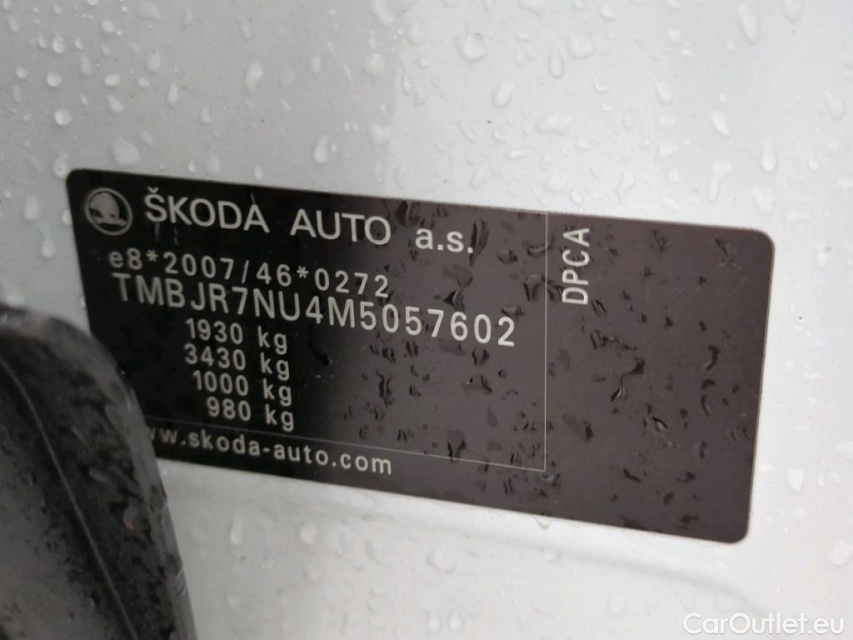 ŠKODA AUTO a.s.
e8*2007/46*0272
TMBJR7NU4M5057602
1930 kg
3430 kg
1000 kg
980 kg
www.skoda-auto.com
DPCA
CarOutlet.eu